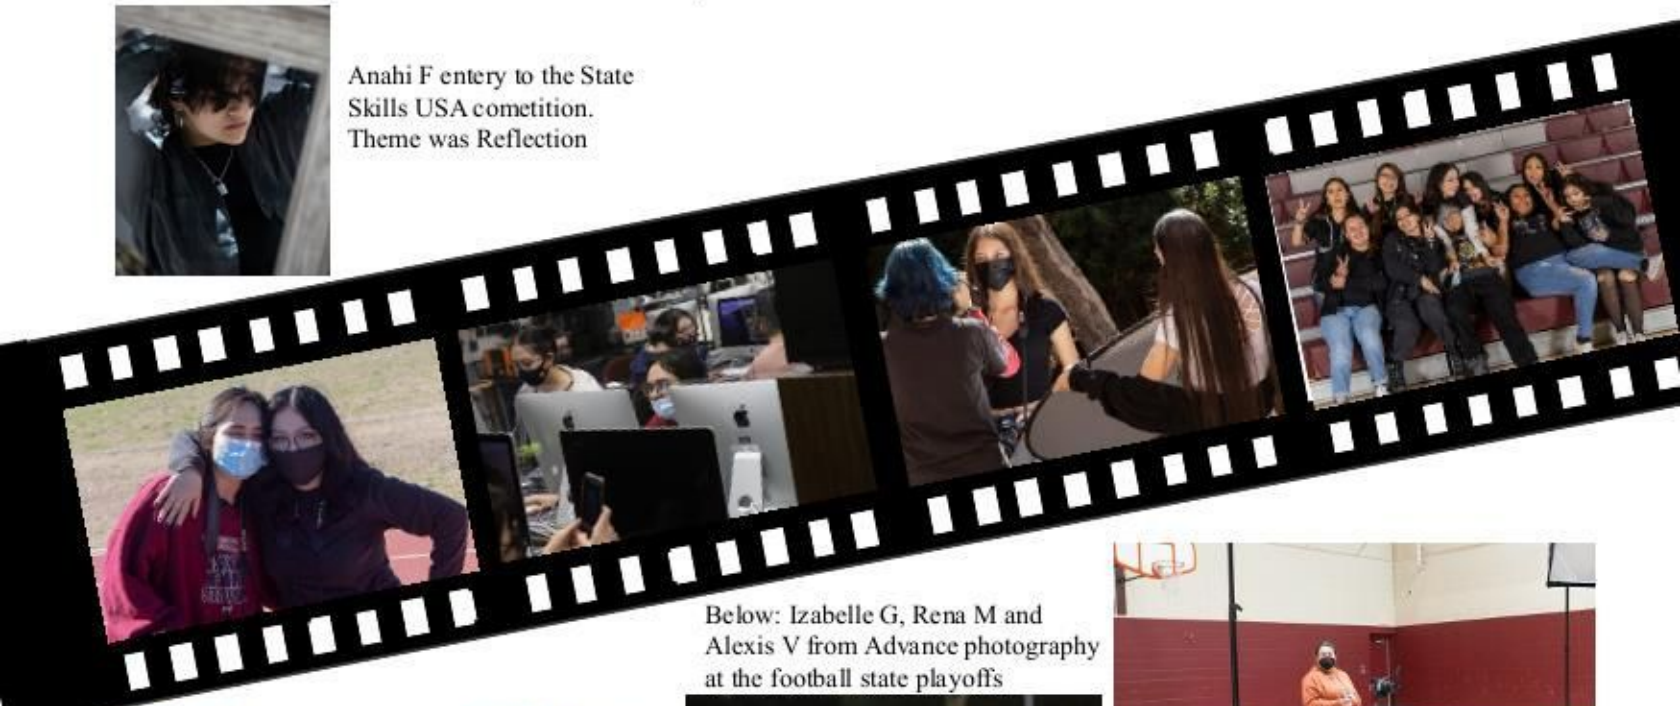 Anahi F entery to the State
Skills USA cometition.
Theme was Reflection
Below: Izabelle G, Rena M and
Alexis V from Advance photography
at the football state playoffs